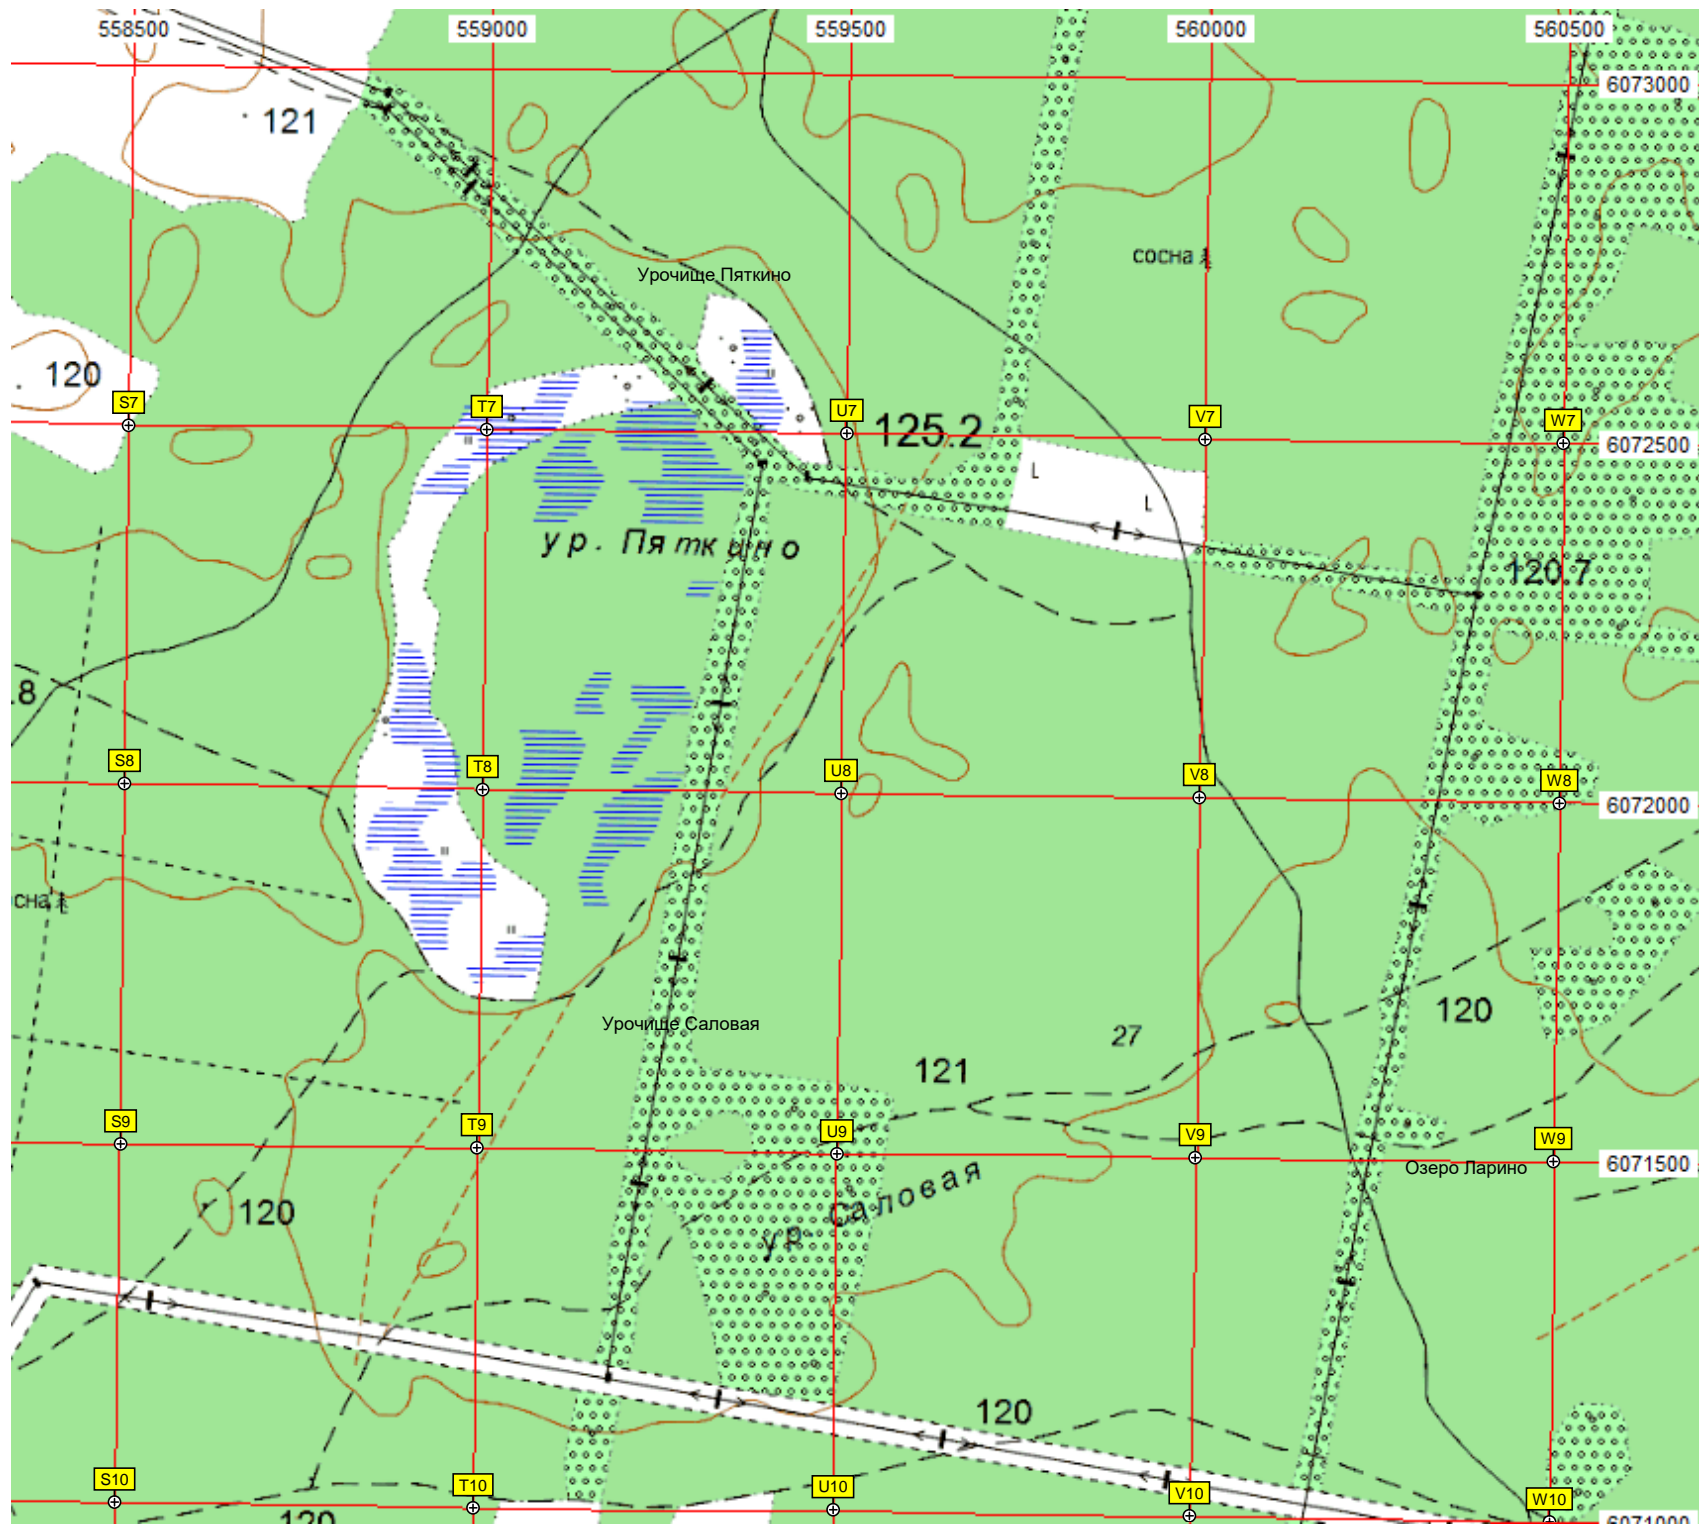 558500 559000 559500 560000 560500
6073000
121
сосна
Урочище Пяткино
120
S7 T7 U7 V7 W7
125.2
6072500
L
L
ур. Пяткино
120.7
.8
S8 T8 U8 V8 W8
6072000
сна
120
Урочище Саловая
27
121
S9 T9 U9 V9 W9
6071500
Озеро Ларино
ур. Саловая
120
120
S10 T10 U10 V10 W10
120
6071000